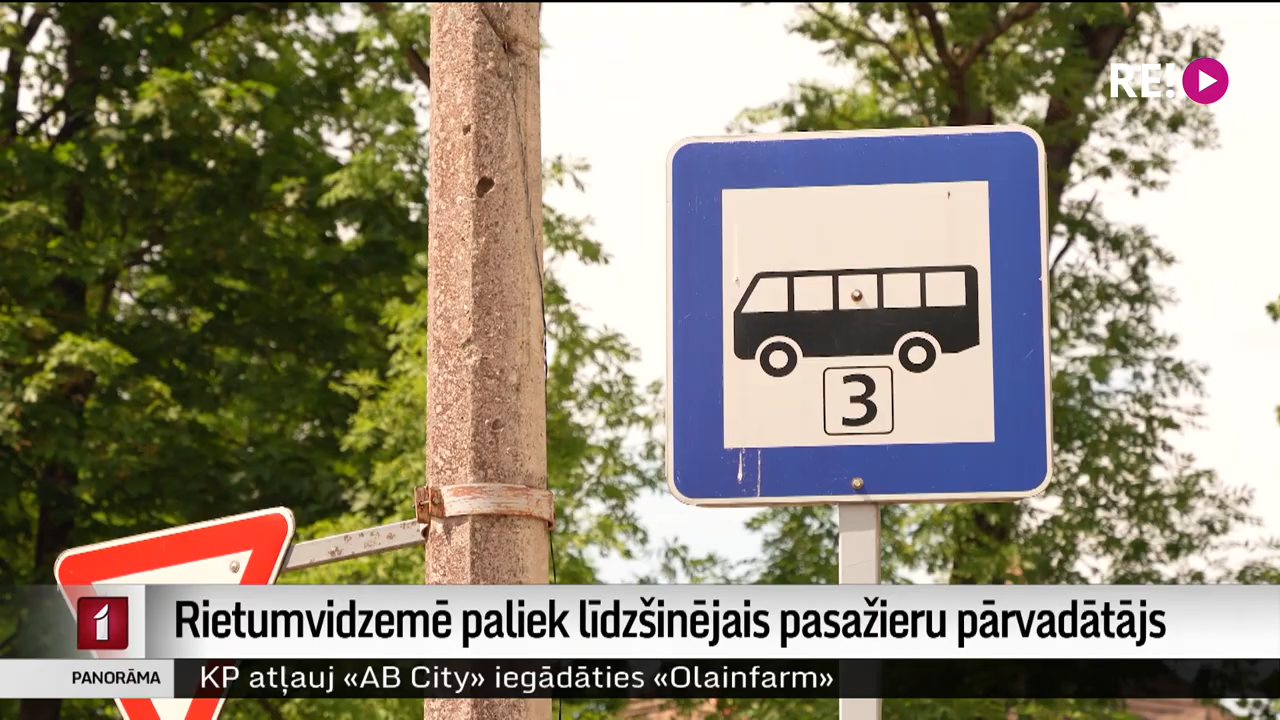 RE!
3
1
Rietumvidzemē paliek līdzšinējais pasažieru pārvadātājs
PANORĀMA
KP atļauj «AB City» iegādāties «Olainfarm»